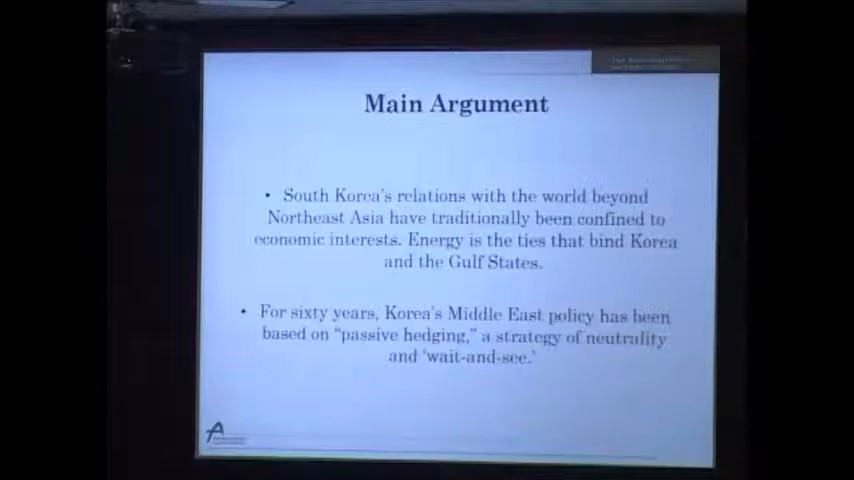 Main Argument
• South Korea's relations with the world beyond
Northeast Asia have traditionally been confined to
economic interests. Energy is the ties that bind Korea
and the Gulf States.
• For sixty years, Korea's Middle East policy has been
based on "passive hedging," a strategy of neutrality
and 'wait-and-see.'